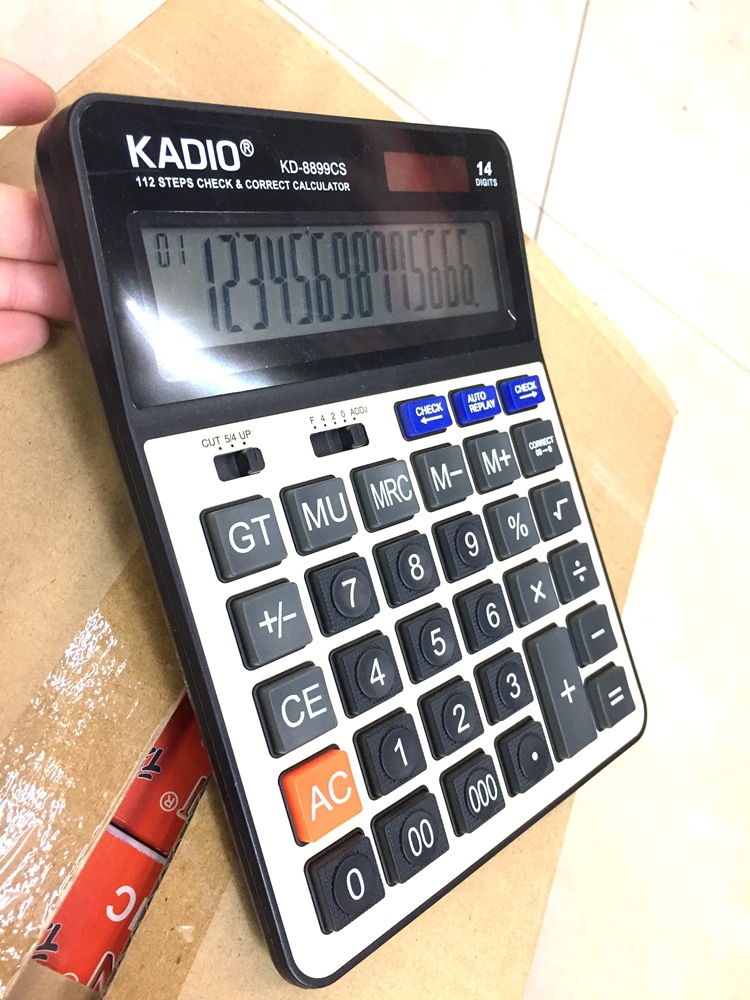 KADIO®
KD-8899CS
14
DIGITS
112 STEPS CHECK & CORRECT CALCULATOR
01
12345698775666.
CUT 5/4 UP
F 4 2 0 ADD2
CHECK ←
AUTO REPLAY
CHECK →
GT MU MRC M− M+ CORRECT 00→0
+/− 7 8 9 % √
CE 4 5 6 × ÷
AC 1 2 3 + −
0 00 000 . =